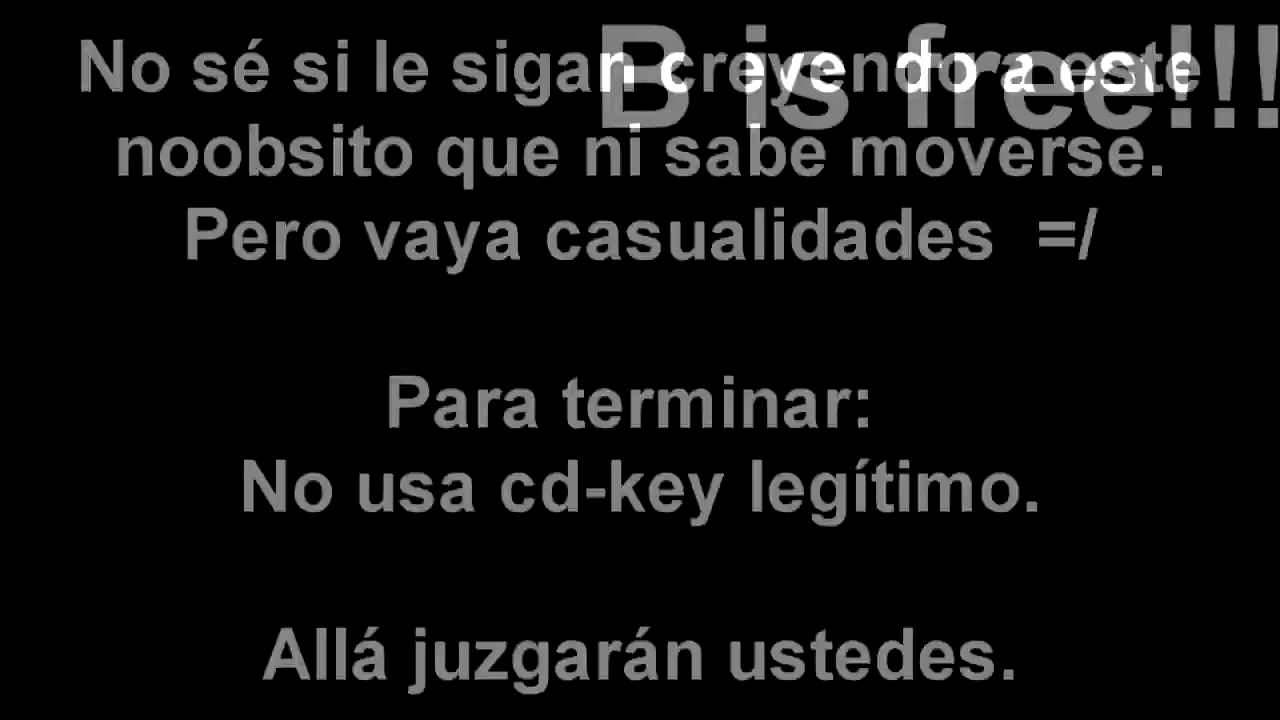 B is free!!!
No sé si le sigan creyendo a este
noobsito que ni sabe moverse.
Pero vaya casualidades =/
Para terminar:
No usa cd-key legítimo.
Allá juzgarán ustedes.